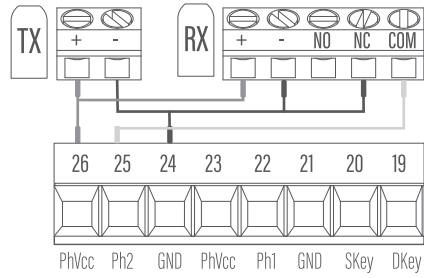 TX + - RX + - NO NC COM
26 25 24 23 22 21 20 19
PhVcc Ph2 GND PhVcc Ph1 GND SKey DKey